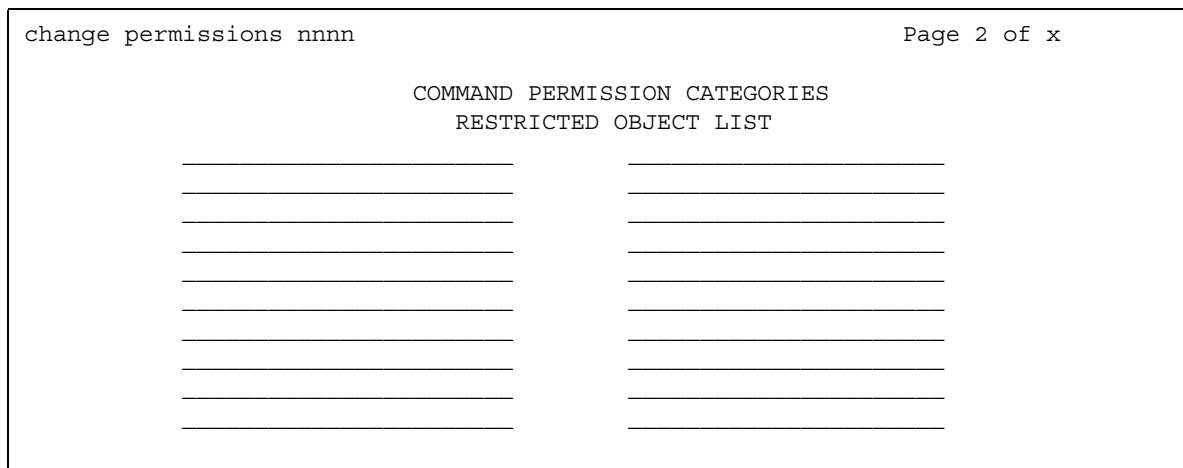 change permissions nnnn Page 2 of x
COMMAND PERMISSION CATEGORIES
RESTRICTED OBJECT LIST